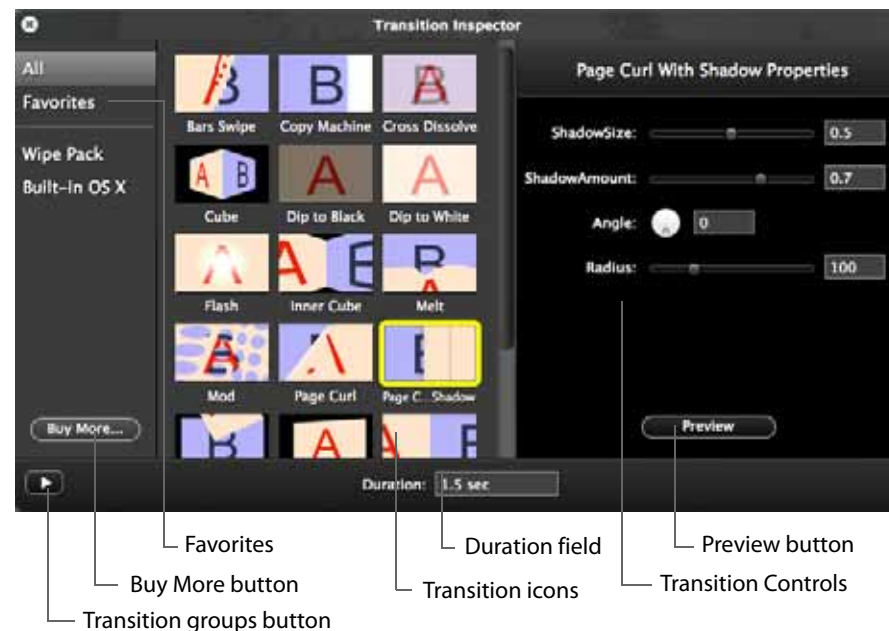 Transition Inspector
All
Favorites
Wipe Pack
Built-in OS X
Buy More...
Bars Swipe
Copy Machine
Cross Dissolve
Cube
Dip to Black
Dip to White
Flash
Inner Cube
Melt
Mod
Page Curl
Page C...Shadow
Page Curl With Shadow Properties
ShadowSize: 0.5
ShadowAmount: 0.7
Angle: 0
Radius: 100
Preview
Duration: 1.5 sec
Favorites
Duration field
Preview button
Buy More button
Transition icons
Transition Controls
Transition groups button